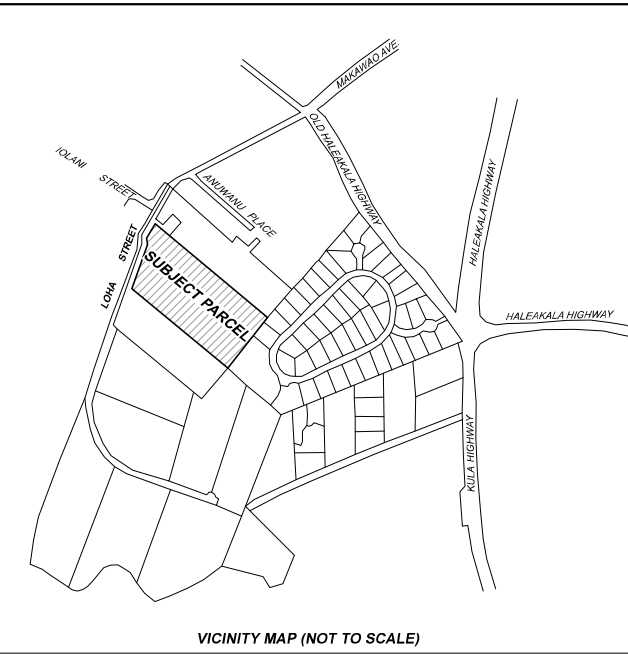 MAKAWAO AVE.
OLD HALEAKALA HIGHWAY
IOLANI STREET
ANUWANU PLACE
HALEAKALA HIGHWAY
LOHA STREET
SUBJECT PARCEL
HALEAKALA HIGHWAY
KULA HIGHWAY
VICINITY MAP (NOT TO SCALE)